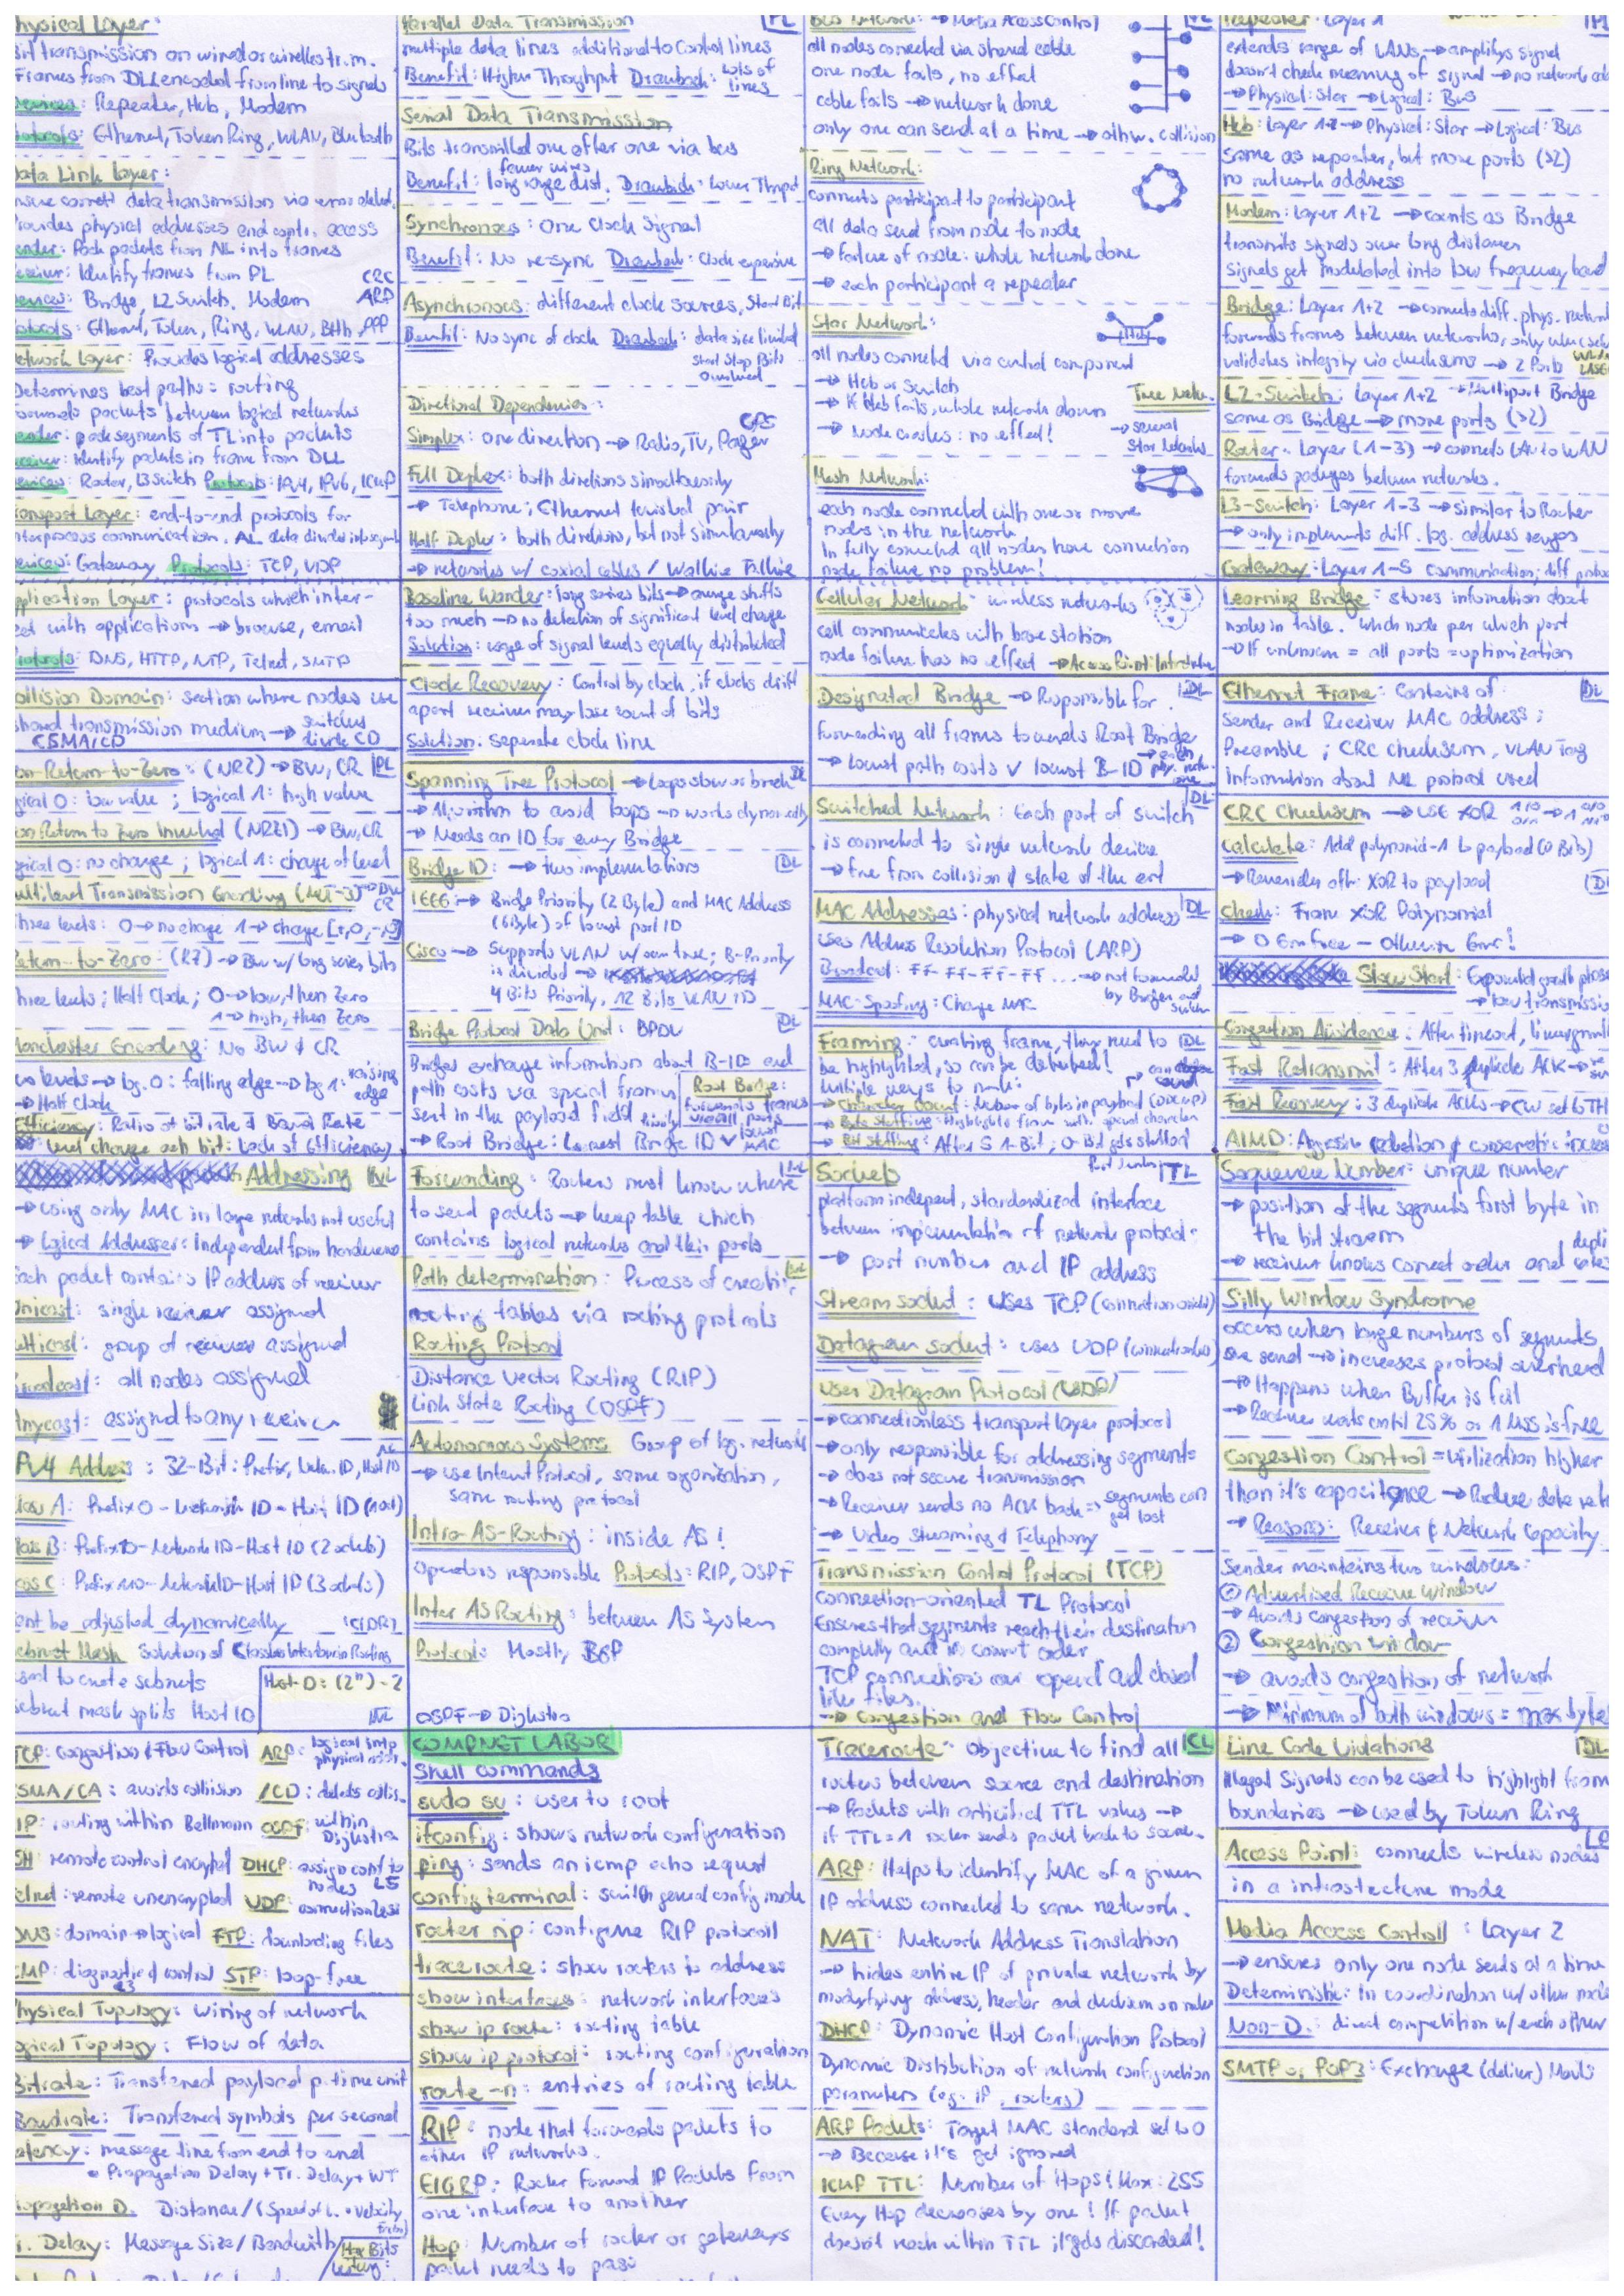 Physical Layer:
Bit transmission on wired or wireless tr. m.
Frames from DLL encoded from line to signals
Devices: Repeater, Hub, Modem
Protocols: Ethernet, Token Ring, WLAN, Bluetooth
Data Link Layer:
data transmission via error detect.
Provides physical addresses and access
Sender: Pack packets from NL into frames
Receiver: Identify frames from PL CRC
Devices: Bridge, L2 Switch, Modem ARP
Protocols: Ethernet, Token, Ring, WLAN, Blth PPP
Network Layer: Provides logical addresses
Determines best paths = routing
Forwards packets between logical networks
Sender: pack segments of TL into packets
Receiver: Identify packets in frame from DLL
Devices: Router, L3 Switch Protocols: IPv4, IPv6, ICMP
Transport Layer: end-to-end protocols for
interprocess communication. AL data divided into segments
Devices: Gateway Protocols: TCP, UDP
Application Layer: protocols which inter-
act with applications → browse, email
Protocols: DNS, HTTP, NTP, Telnet, SMTP
Collision Domain: section where nodes use
shared transmission medium → switches
CSMA/CD divide CD
Non-Return-to-Zero: (NRZ) → BW, CR PL
logical 0: low value ; logical 1: high value
Non Return to Zero Inverted (NRZI) → BW, CR
logical 0: no change ; logical 1: change of level
Multilevel Transmission Encoding (MLT-3) → BW CR
Three levels: 0 → no change 1 → change [+,0,-,0]
Return-to-Zero: (RZ) → BW w/ long series bits
Three levels; Half Clock; 0 → low, then Zero
1 → high, then Zero
Manchester Encoding: No BW & CR
Two levels → log. 0: falling edge → log 1: raising edge
→ Half Clock
Efficiency: Ratio of bit rate & Baud Rate
level change each bit: Lack of Efficiency
Addressing NL
→ using only MAC in large networks not useful
→ Logical Addresses: Independent from hardware
Each packet contains IP address of receiver
Unicast: single receiver assigned
Multicast: group of receivers assigned
Broadcast: all nodes assigned
Anycast: assigned to any receiver
IPv4 Address: 32-Bit: Prefix, Netw. ID, Host ID
Class A: Prefix 0 - Network ID - Host ID (1 oct)
Class B: Prefix 10 - Network ID - Host ID (2 octets)
Class C: Prefix 110 - Network ID - Host ID (3 octets)
be adjusted dynamically (CIDR)
Subnet Mask Solution of Classless Interdomain Routing
used to create subnets Host-ID: (2ⁿ)-2
subnet mask splits Host ID NL
TCP: Congestion & Flow Control ARP: logical into physical addr.
CSMA/CA: avoids collision /CD: detects collis.
RIP: routing within Bellmann OSPF: within Dijkstra
SSH: remote control encrypted DHCP: assign conf to nodes L5
Telnet: remote unencrypted UDP: connectionless
DNS: domain → logical FTP: downloading files
ICMP: diagnostic & control STP: loop-free
L3
Physical Topology: wiring of network
Logical Topology: Flow of data
Bitrate: Transferred payload p. time unit
Baudrate: Transferred symbols per second
Latency: message time from end to end
• Propagation Delay + Tr. Delay + WT
Propagation D. Distance/(Speed of L. • Velocity
Tr. Delay: Message Size/Bandwidth
Parallel Data Transmission PL
multiple data lines additional to Control lines
Benefit: Higher Throughput Drawback: Lots of lines
Serial Data Transmission
Bits transmitted one after one via bus
fewer wires
Benefit: long range dist. Drawback: Lower Thrput
Synchronous: One Clock Signal
Benefit: No re-sync Drawback: Clock expensive
Asynchronous: different clock sources, Start Bit
Benefit: No sync of clock Drawback: data size limited
Start Stop Bits
Overhead
Directional Dependencies:
Simplex: one direction → Radio, TV, Pager GPS
Full Duplex: both directions simultaneously
→ Telephone; Ethernet twisted pair
Half Duplex: both directions, but not simultaneously
→ networks w/ coxial cables / Walkie Talkie
Baseline Wander: long series bits → average shifts
too much → no detection of significant level change
Solution: usage of signal levels equally distributed
Clock Recovery: Control by clock, if clocks drift
apart receiver may lose count of bits
Solution: seperate clock line
Spanning Tree Protocol → Loops slow or break DL
→ Algorithm to avoid loops → works dynamically
→ Needs an ID for every Bridge
Bridge ID: → two implementations DL
IEEE → Bridge Priority (2 Byte) and MAC Address
(6 byte) of lowest port ID
Cisco → Supports VLAN w/ own tree; B-Priority
is divided →
4 Bits Priority, 12 Bits VLAN ID
Bridge Protocol Data Unit: BPDU DL
Bridges exchange information about B-IDs and
path costs via special frames
sent in the payload field
Root Bridge:
forwards frames
via all ports
→ Root Bridge: Lowest Bridge ID ∨ lowest MAC
Forwarding: Routers must know where NL
to send packets → keep table which
contains logical networks and their ports
Path determination: Process of creating NL
routing tables via routing protocols
Routing Protocol
Distance Vector Routing (RIP)
Link State Routing (OSPF)
Autonomous Systems Group of log. networks
→ use Internet Protocol, same organization,
same routing protocol
Intra-AS-Routing: inside AS!
Operators responsible Protocols: RIP, OSPF
Inter AS Routing: between AS System
Protocols: Mostly BGP
OSPF → Dijkstra
COMPNET LABOR
Shell commands
sudo su: user to root
ifconfig: shows network configuration
ping: sends an icmp echo request
config terminal: switch general config mode
router rip: configure RIP protocoll
traceroute: show routers to address
show interfaces: network interfaces
show ip route: routing table
show ip protocol: routing configuration
route -n: entries of routing table
RIP: node that forwards packets to
other IP networks.
EIGRP: Router forward IP Packets from
one interface to another
Hop: Number of router or gateways
packet needs to pass
Bus Network: → Media Access Control PL
all nodes connected via shared cable
one node fails, no effect
cable fails → network done
only one can send at a time → othw. collision
Ring Network:
connects participant to participant
all data send from node to node
→ Failure of node: whole network done
→ each participant a repeater
Star Network: Hub
all nodes connected via central component
→ Hub or Switch
→ If Hub fails, whole network down
→ node crashes: no effect!
Tree Netw.
→ several
Star Networks
Mesh Network:
each node connected with one or more
nodes in the network
In fully connected all nodes have connection
node failure no problem!
Cellular Network: wireless networks
cell communicates with base station
node failure has no effect → Access Point: Infrastructure
Designated Bridge → Responsible for DL
forwarding all frames towards Root Bridge
→ Lowest path costs ∨ lowest B-ID
Switched Network: Each port of switch DL
is connected to single network device
→ free from collision & state of the art
MAC Addresses: physical network address DL
Uses Address Resolution Protocol (ARP)
Broadcast: FF-FF-FF-FF ... → not forwarded
by Bridges and switch
MAC-Spoofing: Change MAC
Framing: creating frame, they need to DL
be highlighted, so can be detected!
Multiple ways to mark:
→ Character Count: Number of bytes in payload (DDCMP)
→ Byte Stuffing: Highlights frames with special character
→ Bit Stuffing: After 5 1-Bit; 0-Bit gets stuffed
Sockets Port Number TL
platform indepent, standardized interface
between implementation of network protocol:
→ port number and IP address
Stream socket: Uses TCP (connection oriented)
Datagram socket: uses UDP (connectionless)
User Datagram Protocol (UDP)
→ connectionless transport layer protocol
→ only responsible for addressing segments
→ does not secure transmission
→ Receiver sends no ACK back → segments can get lost
→ Video Streaming & Telephony
Transmission Control Protocol (TCP)
connection-oriented TL Protocol
Ensures that segments reach their destination
completly and in correct order
TCP connections are opened and closed
like files.
→ Congestion and Flow Control
Traceroute: Objective to find all CL
routers between source and destination
→ Packets with articifial TTL values →
if TTL=1 router sends packet back to source.
ARP: Helps to identify MAC of a given
IP address connected to same network.
NAT: Network Address Translation
→ hides entire IP of private network by
modifying address, header and on router
DHCP: Dynamic Host Configuration Protocol
Dynamic Distribution of network configuration
parameters (eg. ip, routers)
ARP Packets: Target MAC standard set to 0
→ Because it's get ignored
ICMP TTL: Number of Hops! Max: 255
Every Hop decreases by one! If packet
doesn't reach within TTL it gets discarded!
Repeater: Layer 1
extends range of LANs → amplifys signal
doesn't check meaning of signal → no network
→ Physical: Star → Logical: Bus
Hub: Layer 1 → Physical: Star → Logical: Bus
Same as repeater, but more ports (>2)
no network address
Modem: Layer 1+2 → counts as Bridge
transmits signals over long distances
signals get modulated into low frequency band
Bridge: Layer 1+2 → connects diff. phys. network
forwards frames between networks, only
validates integrity via checksums → 2 Ports
L2-Switch: Layer 1+2 → Multiport Bridge
same as Bridge → more ports (>2)
Router: Layer (1-3) → connects LAN to WAN
forwards packages between networks.
L3-Switch: Layer 1-3 → similar to Router
→ only implements diff. log. address ranges
Gateway: Layer 1-5 communication; diff protoc
Learning Bridge: stores information about
nodes in table. which node per which port
→ If unknown = all ports = optimization
Ethernet Frame: Contains of DL
Sender and Receiver MAC address;
Preamble; CRC checksum, VLAN Tag
information about NL protocol used
CRC Checksum → USE XOR
Calculate: Add polynomial-1 to payload (0 Bits)
→ Remainder after XOR to payload DL
Check: Frame XOR Polynomial
→ 0 Error free - Otherwise Error!
Slow Start: Exponential growth phase
→ low transmission
Congestion Avoidance: After timeout, linear growth
Fast Retransmit: After 3 duplicate ACK →
Fast Recovery: 3 duplicate ACKs → CW set to TH
AIMD: Aggressive reduction & conservative increase
Sequence Number: unique number
→ position of the segments first byte in
the bit stream
→ receiver knows correct order and
Silly Window Syndrome
occurs when large numbers of segments
are send → increases protocol overhead
→ Happens when Buffer is full
→ Receiver waits until 25% or 1 MSS is free
Congestion Control = utilization higher
than it's capacity → Reduce data rate
→ Reasons: Receiver & Network Capacity
Sender maintains two windows:
① Advertised Receive Window
→ Avoids congestion of receiver
② Congestion window
→ avoids congestion of network
→ Minimum of both windows = max bytes
Line Code Violations DL
Illegal Signals can be used to highlight frame
boundaries → used by Token Ring
Access Point: connects wireless nodes
in a infrastructure mode
Media Access Controll: Layer 2
→ ensures only one node sends at a time
Deterministic: In coordination w/ other nodes
Non-D.: direct competition w/ each other
SMTP or POP3: Exchange (deliver) Mails